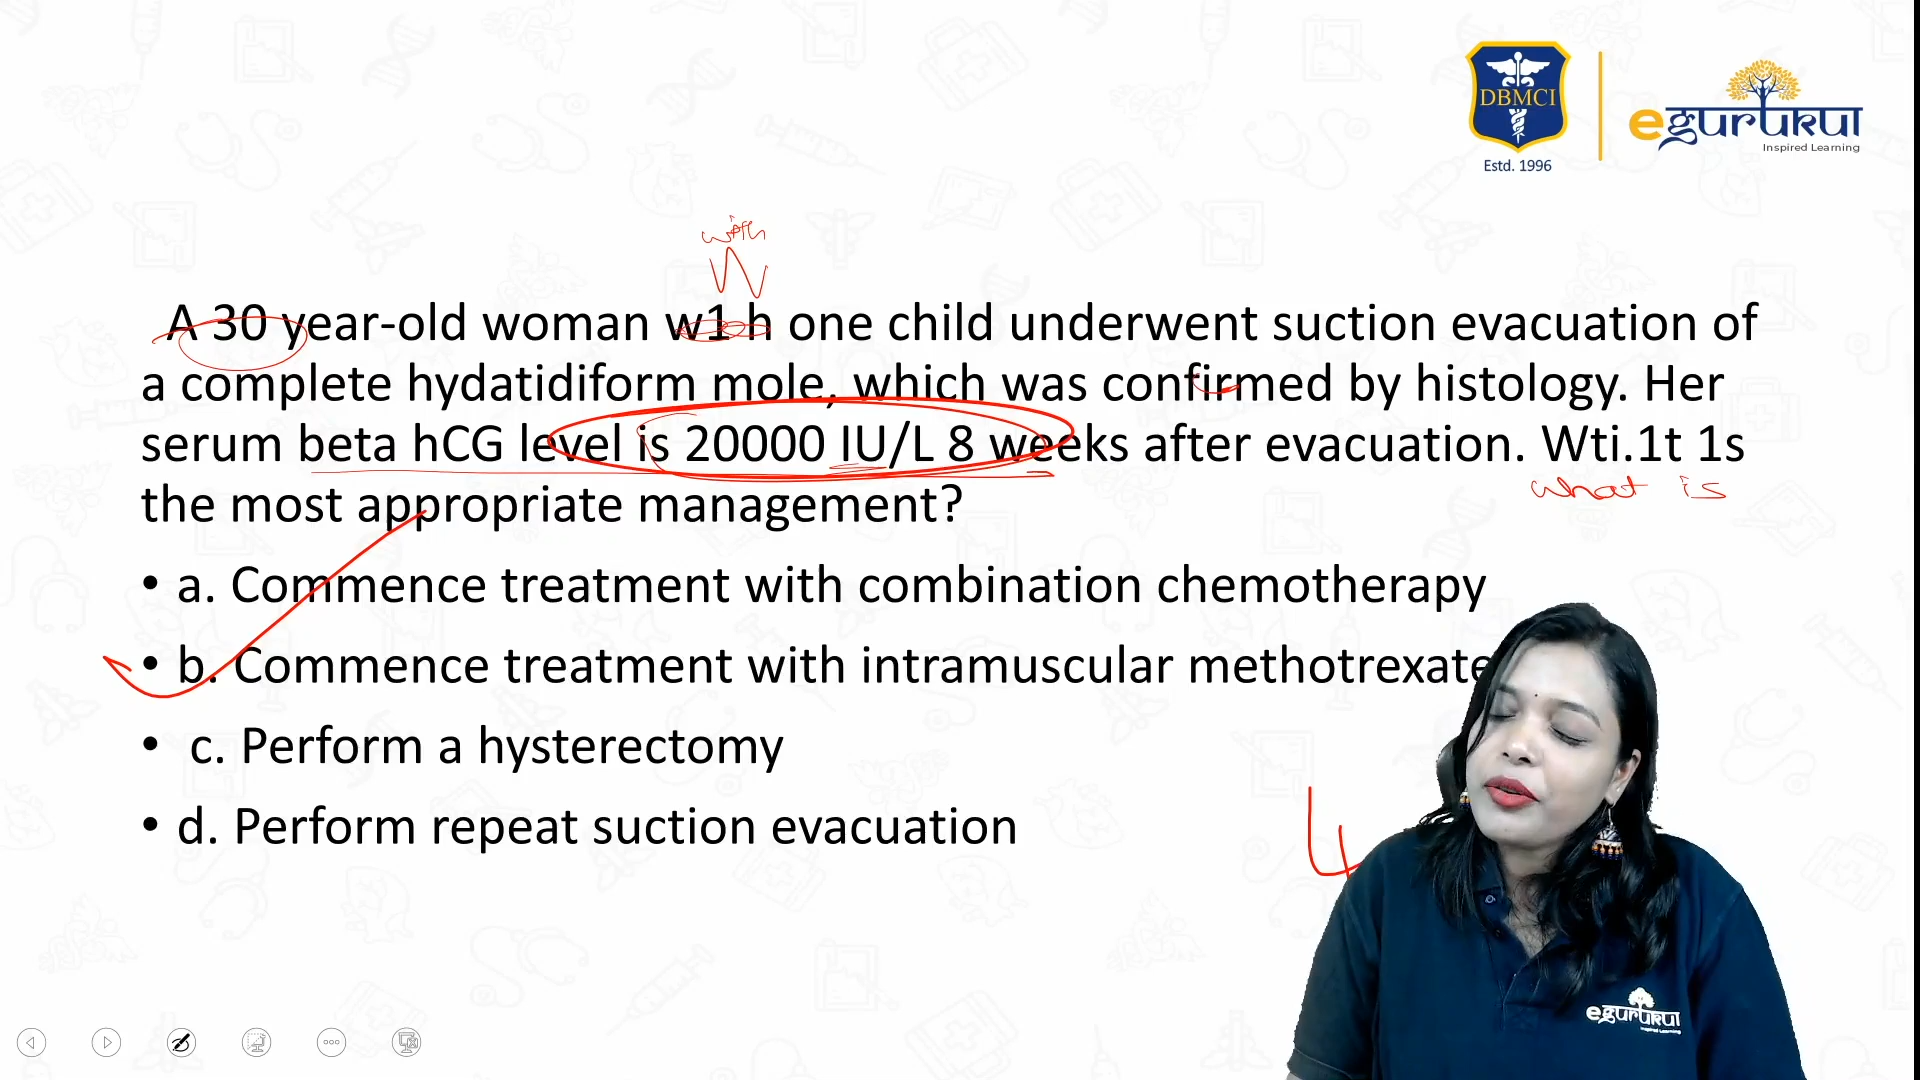 DBMCI
Estd. 1996
egurukul
Inspired Learning
with
A 30 year-old woman w1 h one child underwent suction evacuation of
a complete hydatidiform mole, which was confirmed by histology. Her
serum beta hCG level is 20000 IU/L 8 weeks after evacuation. Wti.1t 1s
what is
the most appropriate management?
• a. Commence treatment with combination chemotherapy
• b. Commence treatment with intramuscular methotrexate
• c. Perform a hysterectomy
• d. Perform repeat suction evacuation
4
egurukul
Inspired Learning